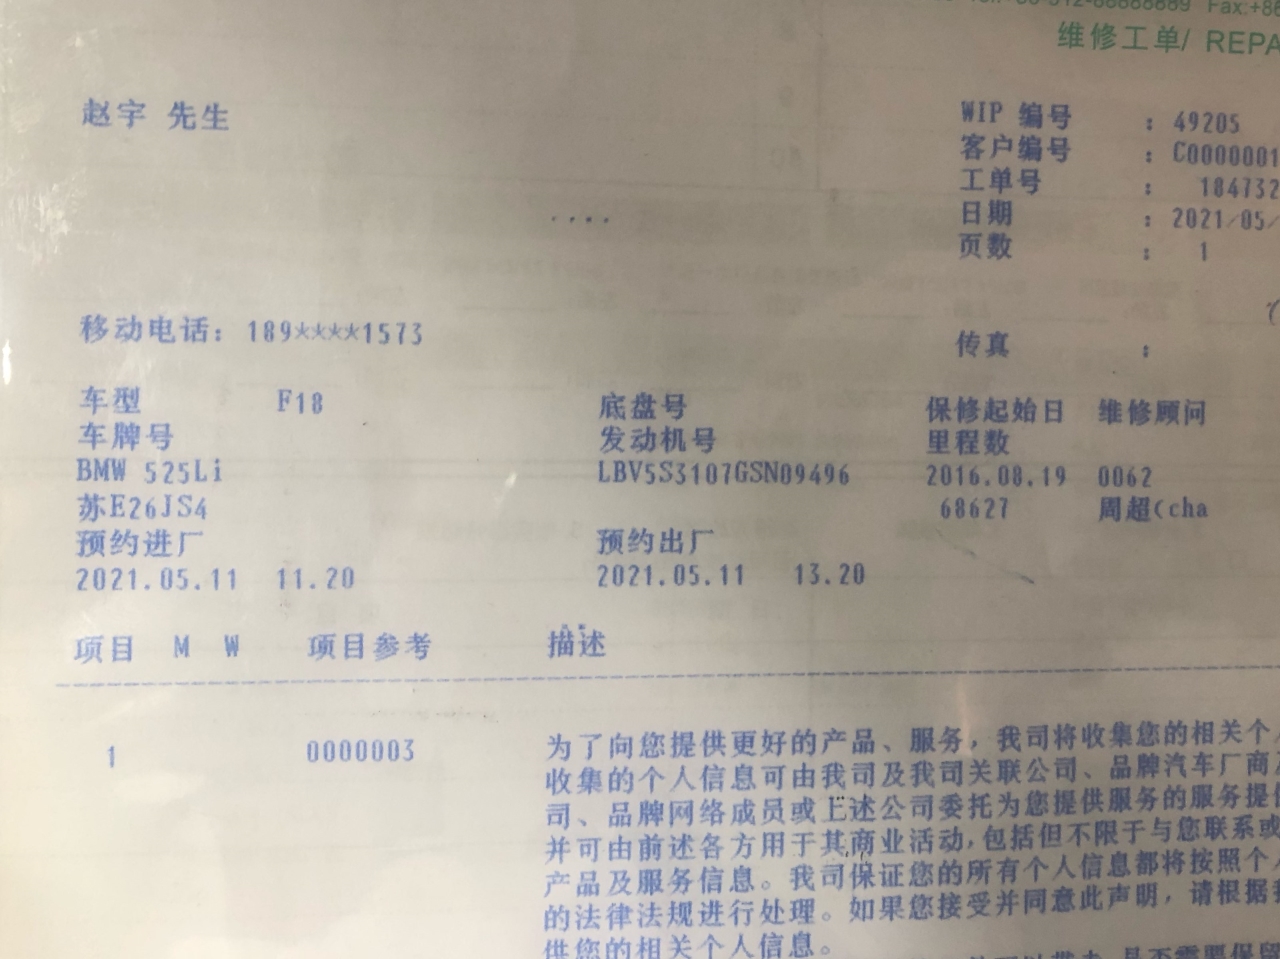 Fax:+86
维修工单/ REPA
赵宇 先生
WIP 编号 : 49205
客户编号 : C0000001
工单号 : 184732
日期 : 2021/05/
页数 : 1
移动电话: 189****1573
传真 :
车型 F18 底盘号 保修起始日 维修顾问
车牌号 发动机号 里程数
BMW 525Li LBV5S3107GSN09496 2016.08.19 0062
苏E26JS4 68627 周超(cha
预约进厂 预约出厂
2021.05.11 11.20 2021.05.11 13.20
项目 M W 项目参考 描述
1 0000003 为了向您提供更好的产品、服务，我司将收集您的相关个
收集的个人信息可由我司及我司关联公司、品牌汽车厂商
司、品牌网络成员或上述公司委托为您提供服务的服务提供
并可由前述各方用于其商业活动,包括但不限于与您联系或
产品及服务信息。我司保证您的所有个人信息都将按照个
的法律法规进行处理。如果您接受并同意此声明，请根据
供您的相关个人信息。
是否需要保留